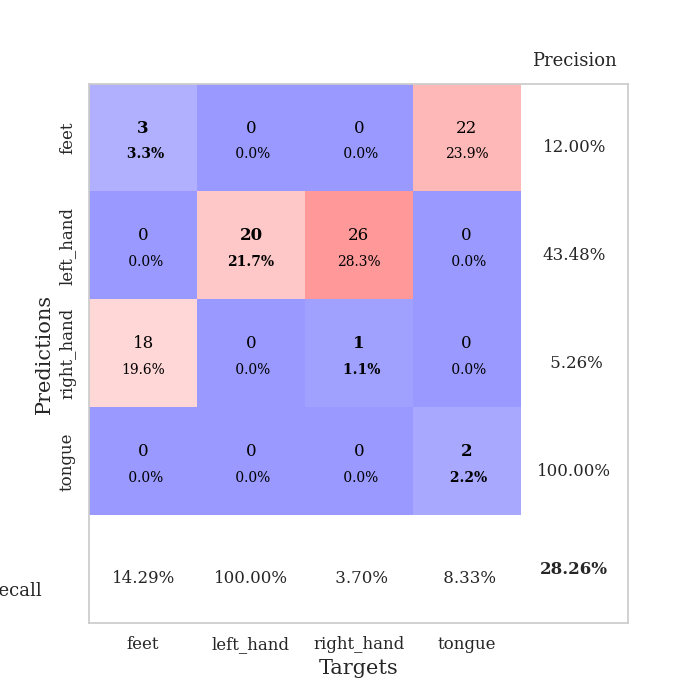 Precision
feet
3 0 0 22
3.3% 0.0% 0.0% 23.9%
12.00%
left_hand
0 20 26 0
0.0% 21.7% 28.3% 0.0%
43.48%
Predictions
right_hand
18 0 1 0
19.6% 0.0% 1.1% 0.0%
5.26%
tongue
0 0 0 2
0.0% 0.0% 0.0% 2.2%
100.00%
ecall
14.29% 100.00% 3.70% 8.33%
28.26%
feet left_hand right_hand tongue
Targets